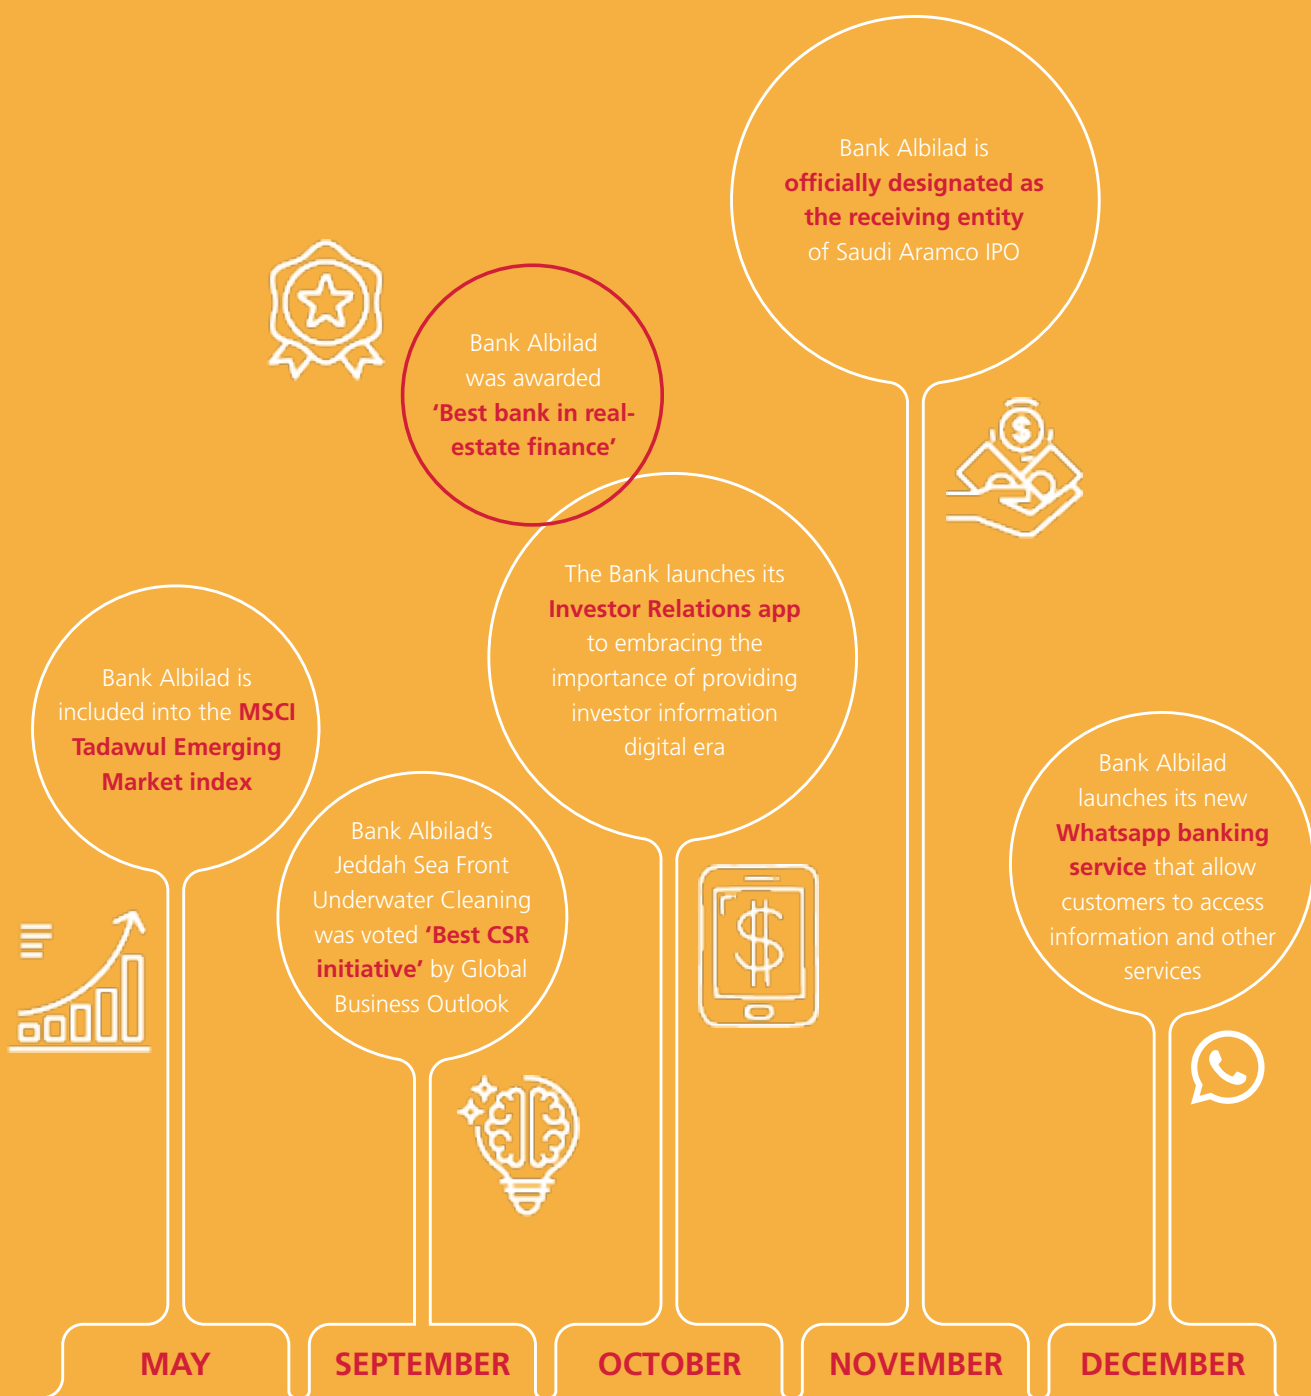 Bank Albilad is
officially designated as
the receiving entity
of Saudi Aramco IPO
Bank Albilad
was awarded
‘Best bank in real-
estate finance’
The Bank launches its
Investor Relations app
to embracing the
importance of providing
investor information
digital era
Bank Albilad is
included into the MSCI
Tadawul Emerging
Market index
Bank Albilad’s
Jeddah Sea Front
Underwater Cleaning
was voted ‘Best CSR
initiative’ by Global
Business Outlook
Bank Albilad
launches its new
Whatsapp banking
service that allow
customers to access
information and other
services
MAY
SEPTEMBER
OCTOBER
NOVEMBER
DECEMBER